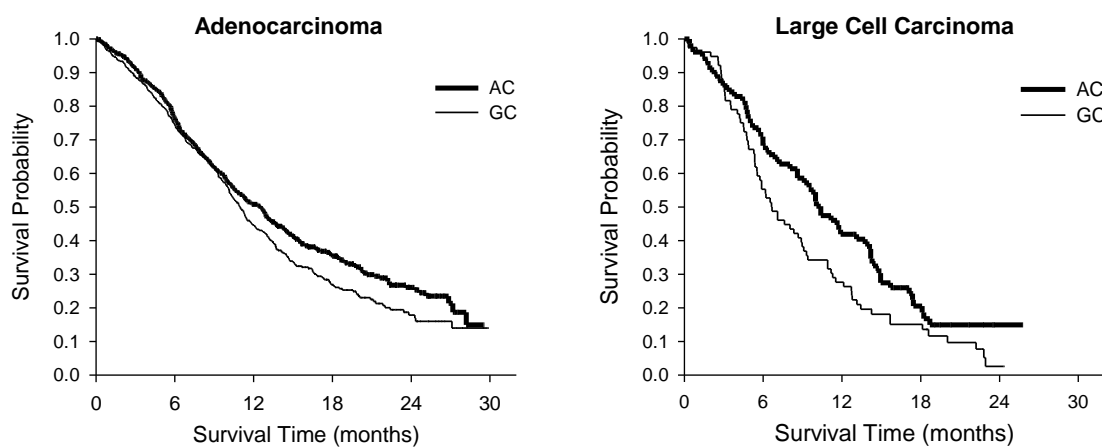 Adenocarcinoma
1.0
0.9
0.8
0.7
0.6
0.5
0.4
0.3
0.2
0.1
0.0
Survival Probability
AC
GC
0 6 12 18 24 30
Survival Time (months)
Large Cell Carcinoma
1.0
0.9
0.8
0.7
0.6
0.5
0.4
0.3
0.2
0.1
0.0
Survival Probability
AC
GC
0 6 12 18 24 30
Survival Time (months)